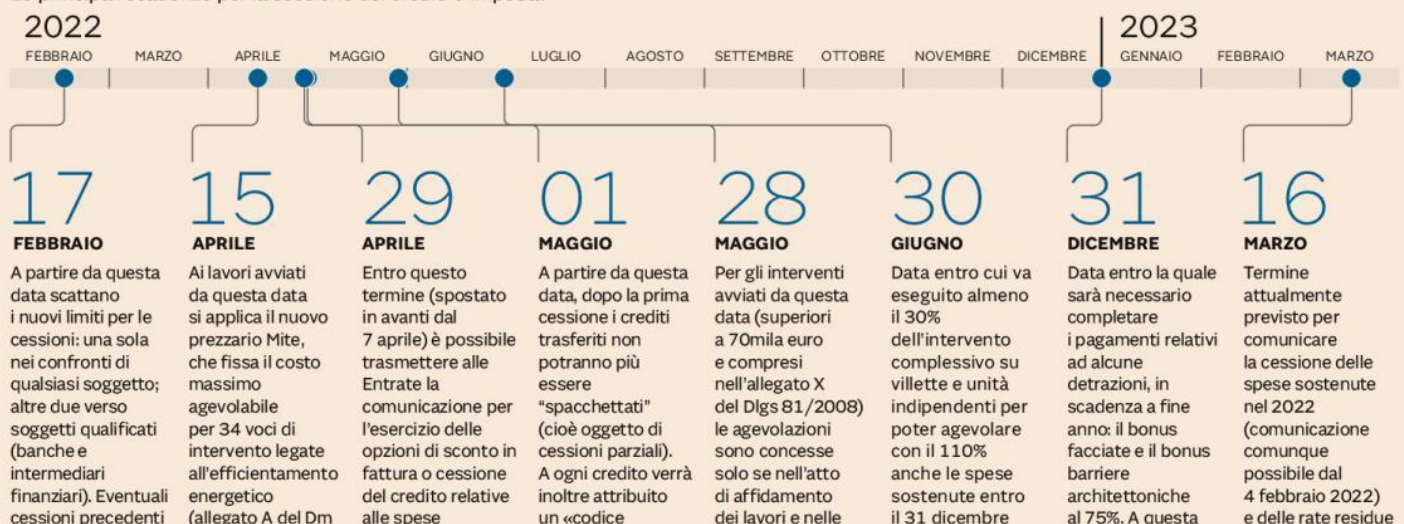 2022
2023
FEBBRAIO MARZO APRILE MAGGIO GIUGNO LUGLIO AGOSTO SETTEMBRE OTTOBRE NOVEMBRE DICEMBRE GENNAIO FEBBRAIO MARZO
17
FEBBRAIO
A partire da questa
data scattano
i nuovi limiti per le
cessioni: una sola
nei confronti di
qualsiasi soggetto;
altre due verso
soggetti qualificati
(banche e
intermediari
finanziari). Eventuali
cessioni precedenti
15
APRILE
Ai lavori avviati
da questa data
si applica il nuovo
prezzario Mite,
che fissa il costo
massimo
agevolabile
per 34 voci di
intervento legate
all'efficientamento
energetico
(allegato A del Dm
29
APRILE
Entro questo
termine (spostato
in avanti dal
7 aprile) è possibile
trasmettere alle
Entrate la
comunicazione per
l'esercizio delle
opzioni di sconto in
fattura o cessione
del credito relative
alle spese
01
MAGGIO
A partire da questa
data, dopo la prima
cessione i crediti
trasferiti non
potranno più
essere
“spacchettati”
(cioè oggetto di
cessioni parziali).
A ogni credito verrà
inoltre attribuito
un «codice
28
MAGGIO
Per gli interventi
avviati da questa
data (superiori
a 70mila euro
e compresi
nell'allegato X
del Dlgs 81/2008)
le agevolazioni
sono concesse
solo se nell'atto
di affidamento
dei lavori e nelle
30
GIUGNO
Data entro cui va
eseguito almeno
il 30%
dell'intervento
complessivo su
villette e unità
indipendenti per
poter agevolare
con il 110%
anche le spese
sostenute entro
il 31 dicembre
31
DICEMBRE
Data entro la quale
sarà necessario
completare
i pagamenti relativi
ad alcune
detrazioni, in
scadenza a fine
anno: il bonus
facciate e il bonus
barriere
architettoniche
al 75%. A questa
16
MARZO
Termine
attualmente
previsto per
comunicare
la cessione delle
spese sostenute
nel 2022
(comunicazione
comunque
possibile dal
4 febbraio 2022)
e delle rate residue